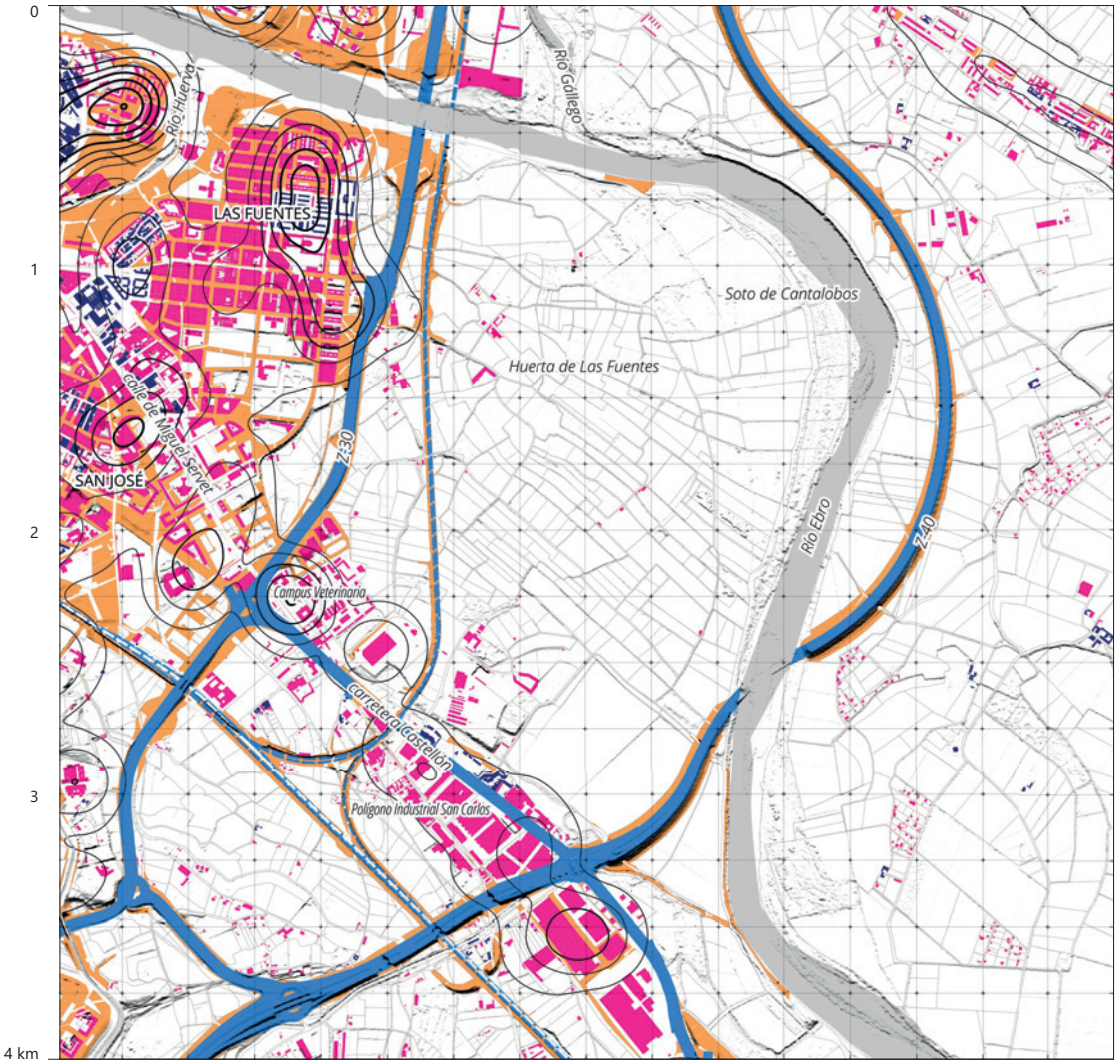 0
Río Gállego
Río Huerva
LAS FUENTES
1
Soto de Cantalobos
Huerta de Las Fuentes
calle de Miguel Servet
Z-30
SAN JOSÉ
2
Río Ebro
Z-40
Campus Veterinaria
carretera Castellón
3
Polígono Industrial San Carlos
4 km